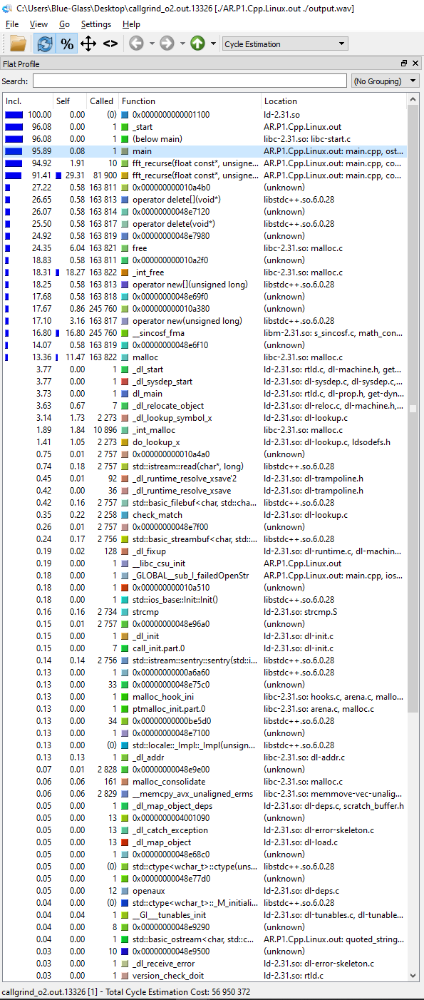 C:\Users\Blue-Glass\Desktop\callgrind_o2.out.13326 [./AR.P1.Cpp.Linux.out ./output.wav]
File View Go Settings Help
% <> Cycle Estimation
Flat Profile
Search: (No Grouping)
Incl. Self Called Function Location
100.00 0.00 (0) 0x0000000000001100 ld-2.31.so
96.08 0.00 1 _start AR.P1.Cpp.Linux.out
96.08 0.00 1 (below main) libc-2.31.so: libc-start.c
95.89 0.08 1 main AR.P1.Cpp.Linux.out: main.cpp, ost...
94.92 1.91 10 fft_recurse(float const*, unsigne... AR.P1.Cpp.Linux.out: main.cpp, co...
91.41 29.31 81 900 fft_recurse(float const*, unsigne... AR.P1.Cpp.Linux.out: main.cpp, co...
27.22 0.58 163 811 0x000000000010a4b0 (unknown)
26.65 0.58 163 813 operator delete[](void*) libstdc++.so.6.0.28
26.07 0.58 163 814 0x00000000048e7120 (unknown)
25.50 0.58 163 817 operator delete(void*) libstdc++.so.6.0.28
24.92 0.58 163 819 0x00000000048e7980 (unknown)
24.35 6.04 163 821 free libc-2.31.so: malloc.c
18.83 0.58 163 811 0x000000000010a2f0 (unknown)
18.31 18.27 163 822 _int_free libc-2.31.so: malloc.c
18.25 0.58 163 813 operator new[](unsigned long) libstdc++.so.6.0.28
17.68 0.58 163 818 0x00000000048e69f0 (unknown)
17.67 0.86 245 760 0x000000000010a380 (unknown)
17.10 3.16 163 817 operator new(unsigned long) libstdc++.so.6.0.28
16.80 16.80 245 760 __sincosf_fma libm-2.31.so: s_sincosf.c, math_con...
14.07 0.58 163 819 0x00000000048e6f10 (unknown)
13.36 11.47 163 822 malloc libc-2.31.so: malloc.c
3.77 0.00 1 _dl_start ld-2.31.so: rtld.c, dl-machine.h, get...
3.77 0.00 1 _dl_sysdep_start ld-2.31.so: dl-sysdep.c, dl-sysdep.c,...
3.73 0.00 1 dl_main ld-2.31.so: rtld.c, dl-prop.h, get-dyn...
3.63 0.67 7 _dl_relocate_object ld-2.31.so: dl-reloc.c, dl-machine.h,...
3.14 1.73 2 273 _dl_lookup_symbol_x ld-2.31.so: dl-lookup.c
1.89 1.84 10 896 _int_malloc libc-2.31.so: malloc.c
1.41 1.05 2 273 do_lookup_x ld-2.31.so: dl-lookup.c, ldsodefs.h
0.75 0.01 2 757 0x000000000010a4a0 (unknown)
0.74 0.18 2 757 std::istream::read(char*, long) libstdc++.so.6.0.28
0.45 0.01 92 _dl_runtime_resolve_xsave'2 ld-2.31.so: dl-trampoline.h
0.42 0.00 36 _dl_runtime_resolve_xsave ld-2.31.so: dl-trampoline.h
0.42 0.16 2 757 std::basic_filebuf<char, std::cha... libstdc++.so.6.0.28
0.35 0.22 2 258 check_match ld-2.31.so: dl-lookup.c
0.26 0.01 2 757 0x00000000048e7f00 (unknown)
0.24 0.17 2 756 std::basic_streambuf<char, std::... libstdc++.so.6.0.28
0.19 0.02 128 _dl_fixup ld-2.31.so: dl-runtime.c, dl-machin...
0.19 0.00 1 __libc_csu_init AR.P1.Cpp.Linux.out
0.18 0.00 1 _GLOBAL__sub_I_failedOpenStr AR.P1.Cpp.Linux.out: main.cpp, ios...
0.18 0.00 1 0x000000000010a510 (unknown)
0.18 0.00 1 std::ios_base::Init::Init() libstdc++.so.6.0.28
0.16 0.16 2 734 strcmp ld-2.31.so: strcmp.S
0.15 0.01 2 757 0x00000000048e96a0 (unknown)
0.15 0.00 1 _dl_init ld-2.31.so: dl-init.c
0.15 0.00 7 call_init.part.0 ld-2.31.so: dl-init.c
0.14 0.14 2 756 std::istream::sentry::sentry(std::i... libstdc++.so.6.0.28
0.13 0.00 1 0x00000000000a6a60 libstdc++.so.6.0.28
0.13 0.00 33 0x00000000048e75c0 (unknown)
0.13 0.00 1 malloc_hook_ini libc-2.31.so: hooks.c, arena.c, mallo...
0.13 0.00 1 ptmalloc_init.part.0 libc-2.31.so: arena.c, malloc.c
0.13 0.00 34 0x00000000000be5d0 libstdc++.so.6.0.28
0.13 0.00 1 0x00000000048e7100 (unknown)
0.13 0.00 (0) std::locale::_Impl::_Impl(unsign... libstdc++.so.6.0.28
0.13 0.13 1 _dl_addr libc-2.31.so: dl-addr.c
0.07 0.01 2 828 0x00000000048e9e00 (unknown)
0.06 0.06 161 malloc_consolidate libc-2.31.so: malloc.c
0.06 0.06 2 829 __memcpy_avx_unaligned_erms libc-2.31.so: memmove-vec-unalig...
0.05 0.00 1 _dl_map_object_deps ld-2.31.so: dl-deps.c, scratch_buffer.h
0.05 0.00 13 0x0000000004001090 (unknown)
0.05 0.00 13 _dl_catch_exception ld-2.31.so: dl-error-skeleton.c
0.05 0.00 13 _dl_map_object ld-2.31.so: dl-load.c
0.05 0.00 1 0x00000000048e68c0 (unknown)
0.05 0.00 (0) std::ctype<wchar_t>::ctype(uns... libstdc++.so.6.0.28
0.05 0.00 1 0x00000000048e77d0 (unknown)
0.05 0.00 12 openaux ld-2.31.so: dl-deps.c
0.04 0.00 (0) std::ctype<wchar_t>::_M_initiali... libstdc++.so.6.0.28
0.04 0.04 1 __GI___tunables_init ld-2.31.so: dl-tunables.c, dl-tunable...
0.04 0.00 8 0x00000000048e9290 (unknown)
0.04 0.00 1 std::basic_ostream<char, std::c... AR.P1.Cpp.Linux.out: quoted_string...
0.03 0.00 10 0x00000000048e9500 (unknown)
0.03 0.00 1 _dl_receive_error ld-2.31.so: dl-error-skeleton.c
0.03 0.00 1 version_check_doit ld-2.31.so: rtld.c
callgrind_o2.out.13326 [1] - Total Cycle Estimation Cost: 56 950 372